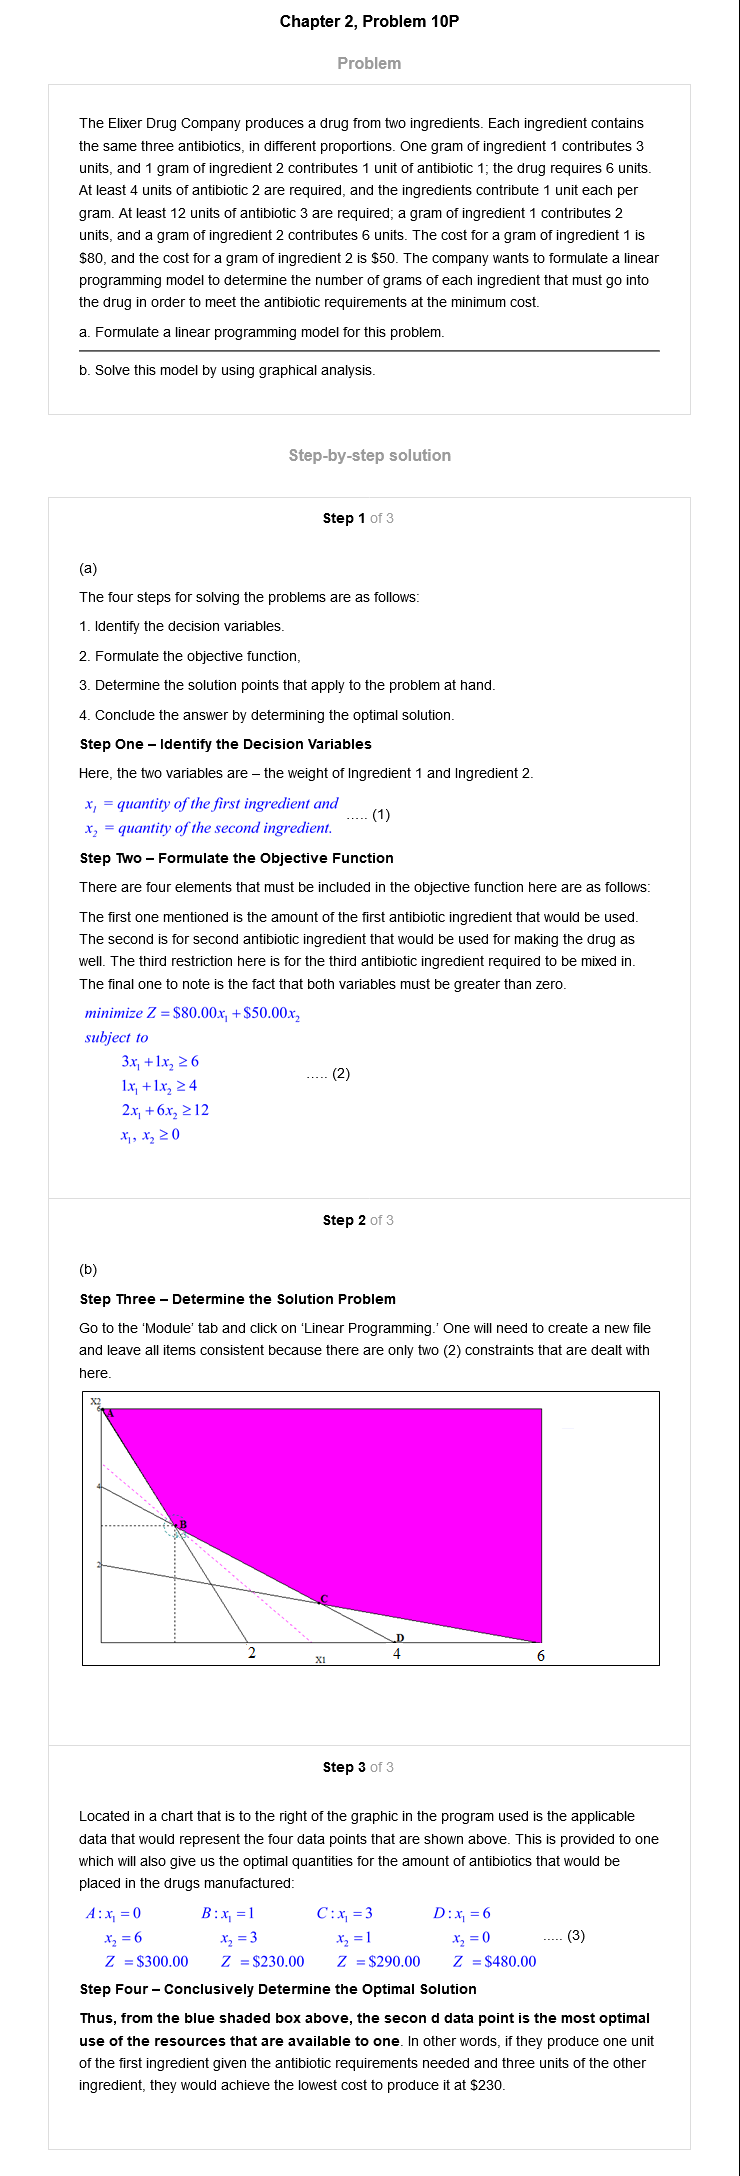 Chapter 2, Problem 10P
Problem
The Elixer Drug Company produces a drug from two ingredients. Each ingredient contains
the same three antibiotics, in different proportions. One gram of ingredient 1 contributes 3
units, and 1 gram of ingredient 2 contributes 1 unit of antibiotic 1; the drug requires 6 units.
At least 4 units of antibiotic 2 are required, and the ingredients contribute 1 unit each per
gram. At least 12 units of antibiotic 3 are required; a gram of ingredient 1 contributes 2
units, and a gram of ingredient 2 contributes 6 units. The cost for a gram of ingredient 1 is
$80, and the cost for a gram of ingredient 2 is $50. The company wants to formulate a linear
programming model to determine the number of grams of each ingredient that must go into
the drug in order to meet the antibiotic requirements at the minimum cost.
a. Formulate a linear programming model for this problem.
b. Solve this model by using graphical analysis.
Step-by-step solution
Step 1 of 3
(a)
The four steps for solving the problems are as follows:
1. Identify the decision variables.
2. Formulate the objective function,
3. Determine the solution points that apply to the problem at hand.
4. Conclude the answer by determining the optimal solution.
Step One – Identify the Decision Variables
Here, the two variables are – the weight of Ingredient 1 and Ingredient 2.
x₁ = quantity of the first ingredient and
x₂ = quantity of the second ingredient. ..... (1)
Step Two – Formulate the Objective Function
There are four elements that must be included in the objective function here are as follows:
The first one mentioned is the amount of the first antibiotic ingredient that would be used.
The second is for second antibiotic ingredient that would be used for making the drug as
well. The third restriction here is for the third antibiotic ingredient required to be mixed in.
The final one to note is the fact that both variables must be greater than zero.
minimize Z = $80.00x₁ + $50.00x₂
subject to
3x₁ + 1x₂ ≥ 6
1x₁ + 1x₂ ≥ 4 ..... (2)
2x₁ + 6x₂ ≥ 12
x₁, x₂ ≥ 0
Step 2 of 3
(b)
Step Three – Determine the Solution Problem
Go to the ‘Module’ tab and click on ‘Linear Programming.’ One will need to create a new file
and leave all items consistent because there are only two (2) constraints that are dealt with
here.
X2
6
A
4
B
2
C
D
2
X1
4
6
Step 3 of 3
Located in a chart that is to the right of the graphic in the program used is the applicable
data that would represent the four data points that are shown above. This is provided to one
which will also give us the optimal quantities for the amount of antibiotics that would be
placed in the drugs manufactured:
A : x₁ = 0 B : x₁ = 1 C : x₁ = 3 D : x₁ = 6
x₂ = 6 x₂ = 3 x₂ = 1 x₂ = 0 ..... (3)
Z = $300.00 Z = $230.00 Z = $290.00 Z = $480.00
Step Four – Conclusively Determine the Optimal Solution
Thus, from the blue shaded box above, the secon d data point is the most optimal
use of the resources that are available to one. In other words, if they produce one unit
of the first ingredient given the antibiotic requirements needed and three units of the other
ingredient, they would achieve the lowest cost to produce it at $230.